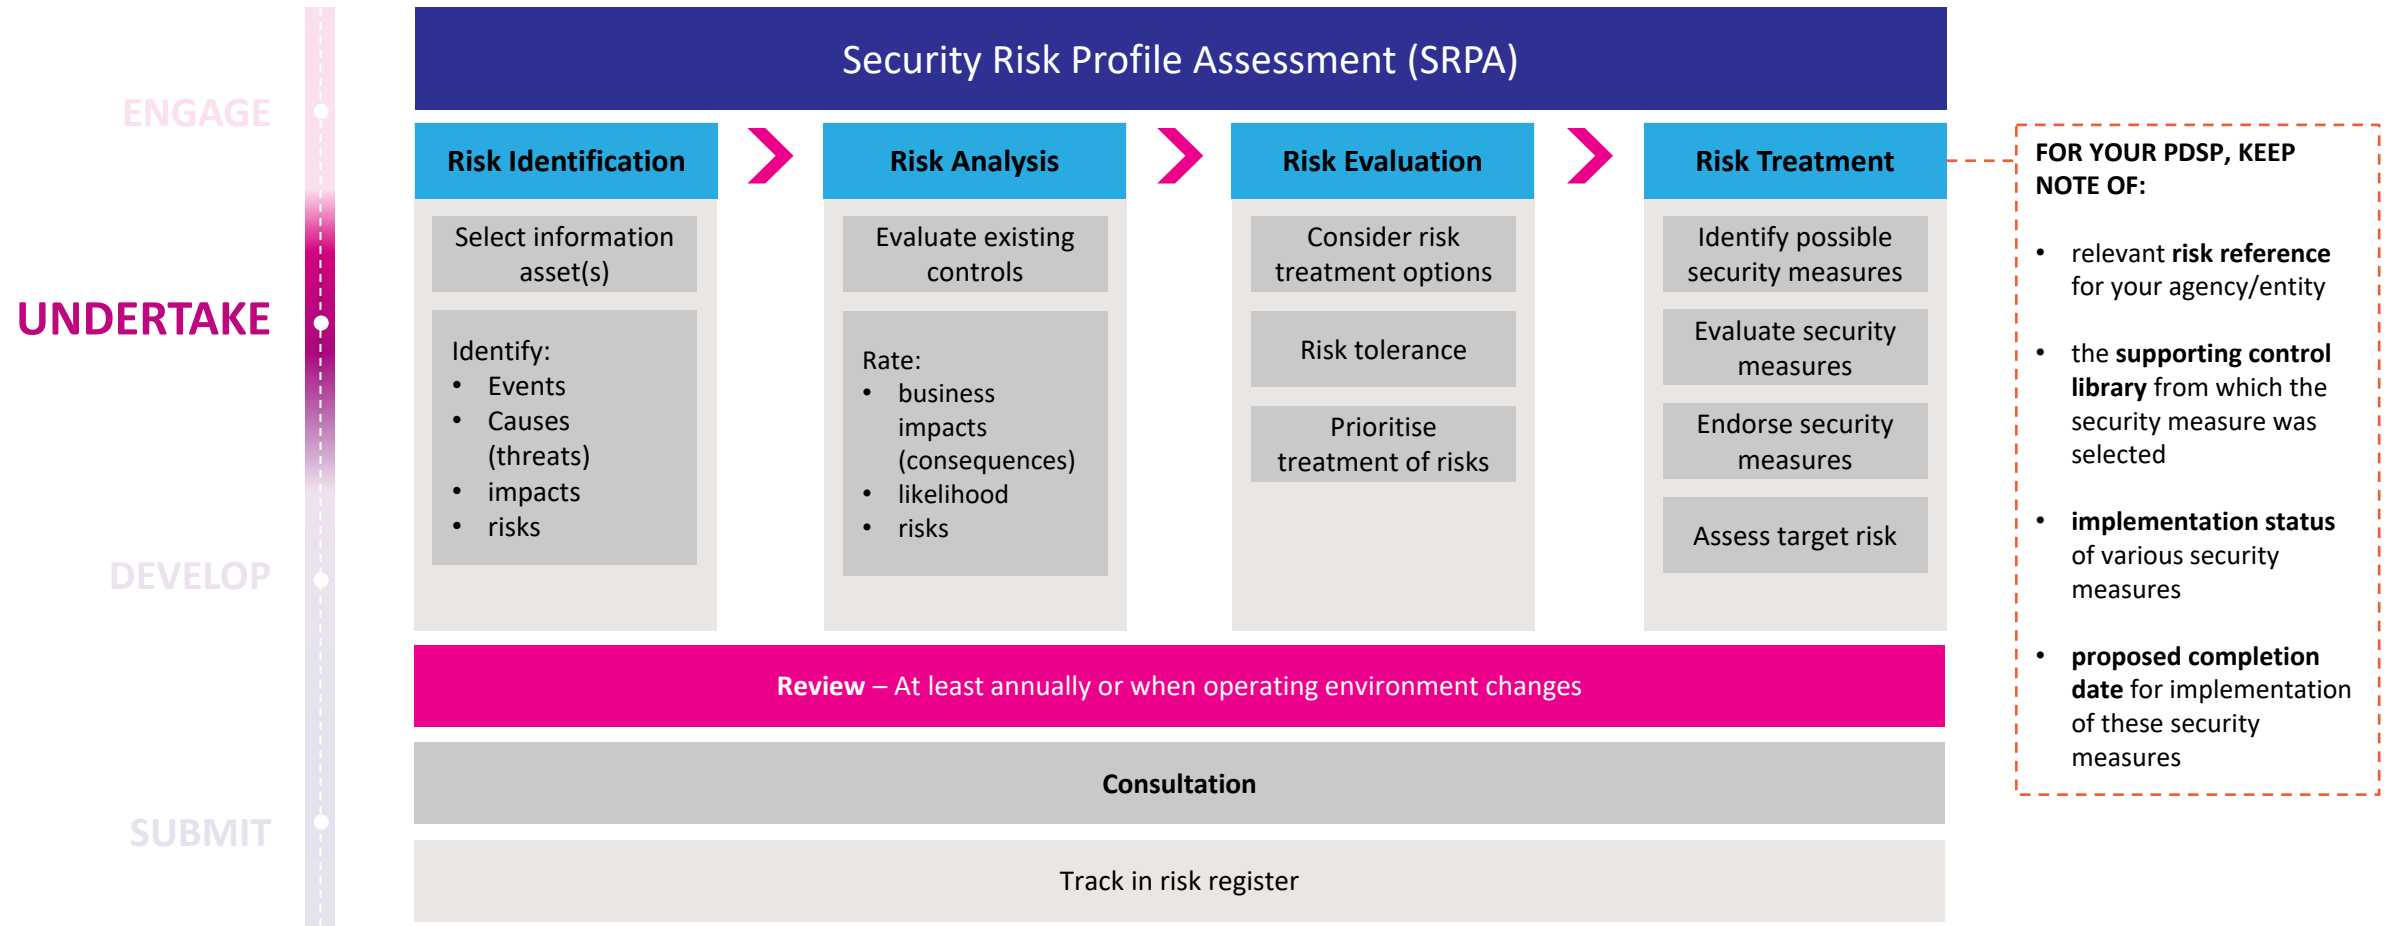 ENGAGE
UNDERTAKE
DEVELOP
SUBMIT
Security Risk Profile Assessment (SRPA)
Risk Identification
Select information
asset(s)
Identify:
• Events
• Causes
(threats)
• impacts
• risks
Risk Analysis
Evaluate existing
controls
Rate:
• business
impacts
(consequences)
• likelihood
• risks
Risk Evaluation
Consider risk
treatment options
Risk tolerance
Prioritise
treatment of risks
Risk Treatment
Identify possible
security measures
Evaluate security
measures
Endorse security
measures
Assess target risk
Review – At least annually or when operating environment changes
Consultation
Track in risk register
FOR YOUR PDSP, KEEP
NOTE OF:
• relevant risk reference
for your agency/entity
• the supporting control
library from which the
security measure was
selected
• implementation status
of various security
measures
• proposed completion
date for implementation
of these security
measures